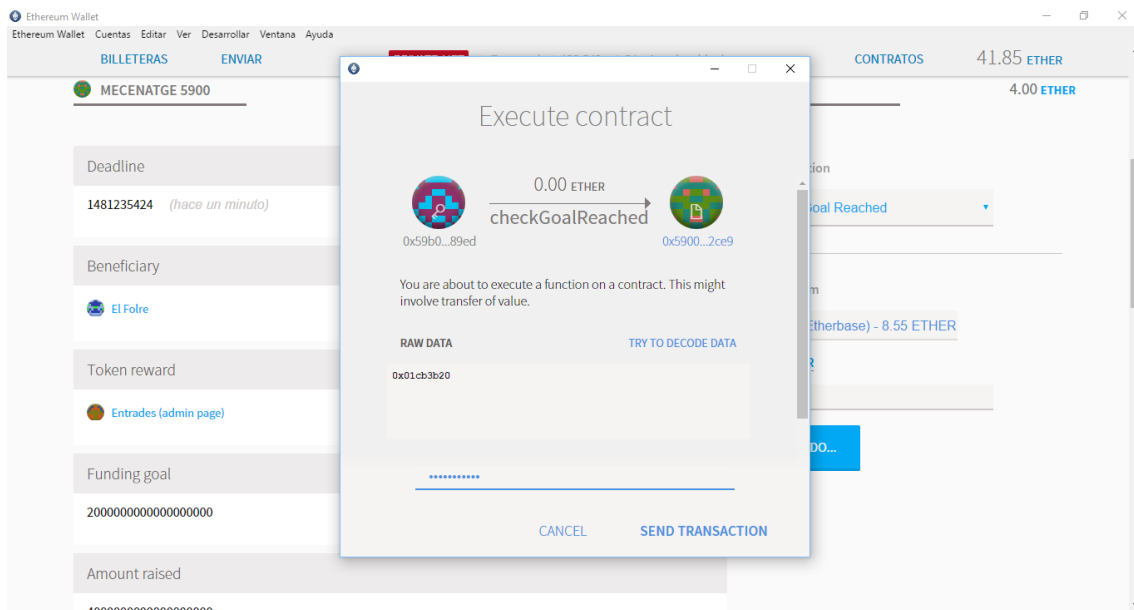 Ethereum Wallet
Ethereum Wallet Cuentas Editar Ver Desarrollar Ventana Ayuda
BILLETERAS ENVIAR CONTRATOS 41.85 ETHER
MECENATGE 5900 4.00 ETHER
Execute contract
0.00 ETHER
checkGoalReached
0x59b0...89ed 0x5900...2ce9
You are about to execute a function on a contract. This might
involve transfer of value.
RAW DATA TRY TO DECODE DATA
0x01cb3b20
***********
CANCEL SEND TRANSACTION
Deadline
1481235424 (hace un minuto)
Beneficiary
El Folre
Token reward
Entrades (admin page)
Funding goal
2000000000000000000
Amount raised
oal Reached
Etherbase) - 8.55 ETHER
DO...